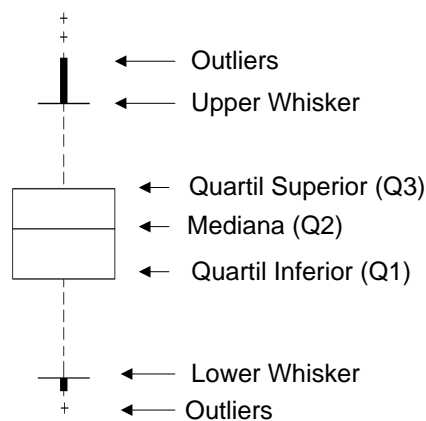 Outliers
Upper Whisker
Quartil Superior (Q3)
Mediana (Q2)
Quartil Inferior (Q1)
Lower Whisker
Outliers